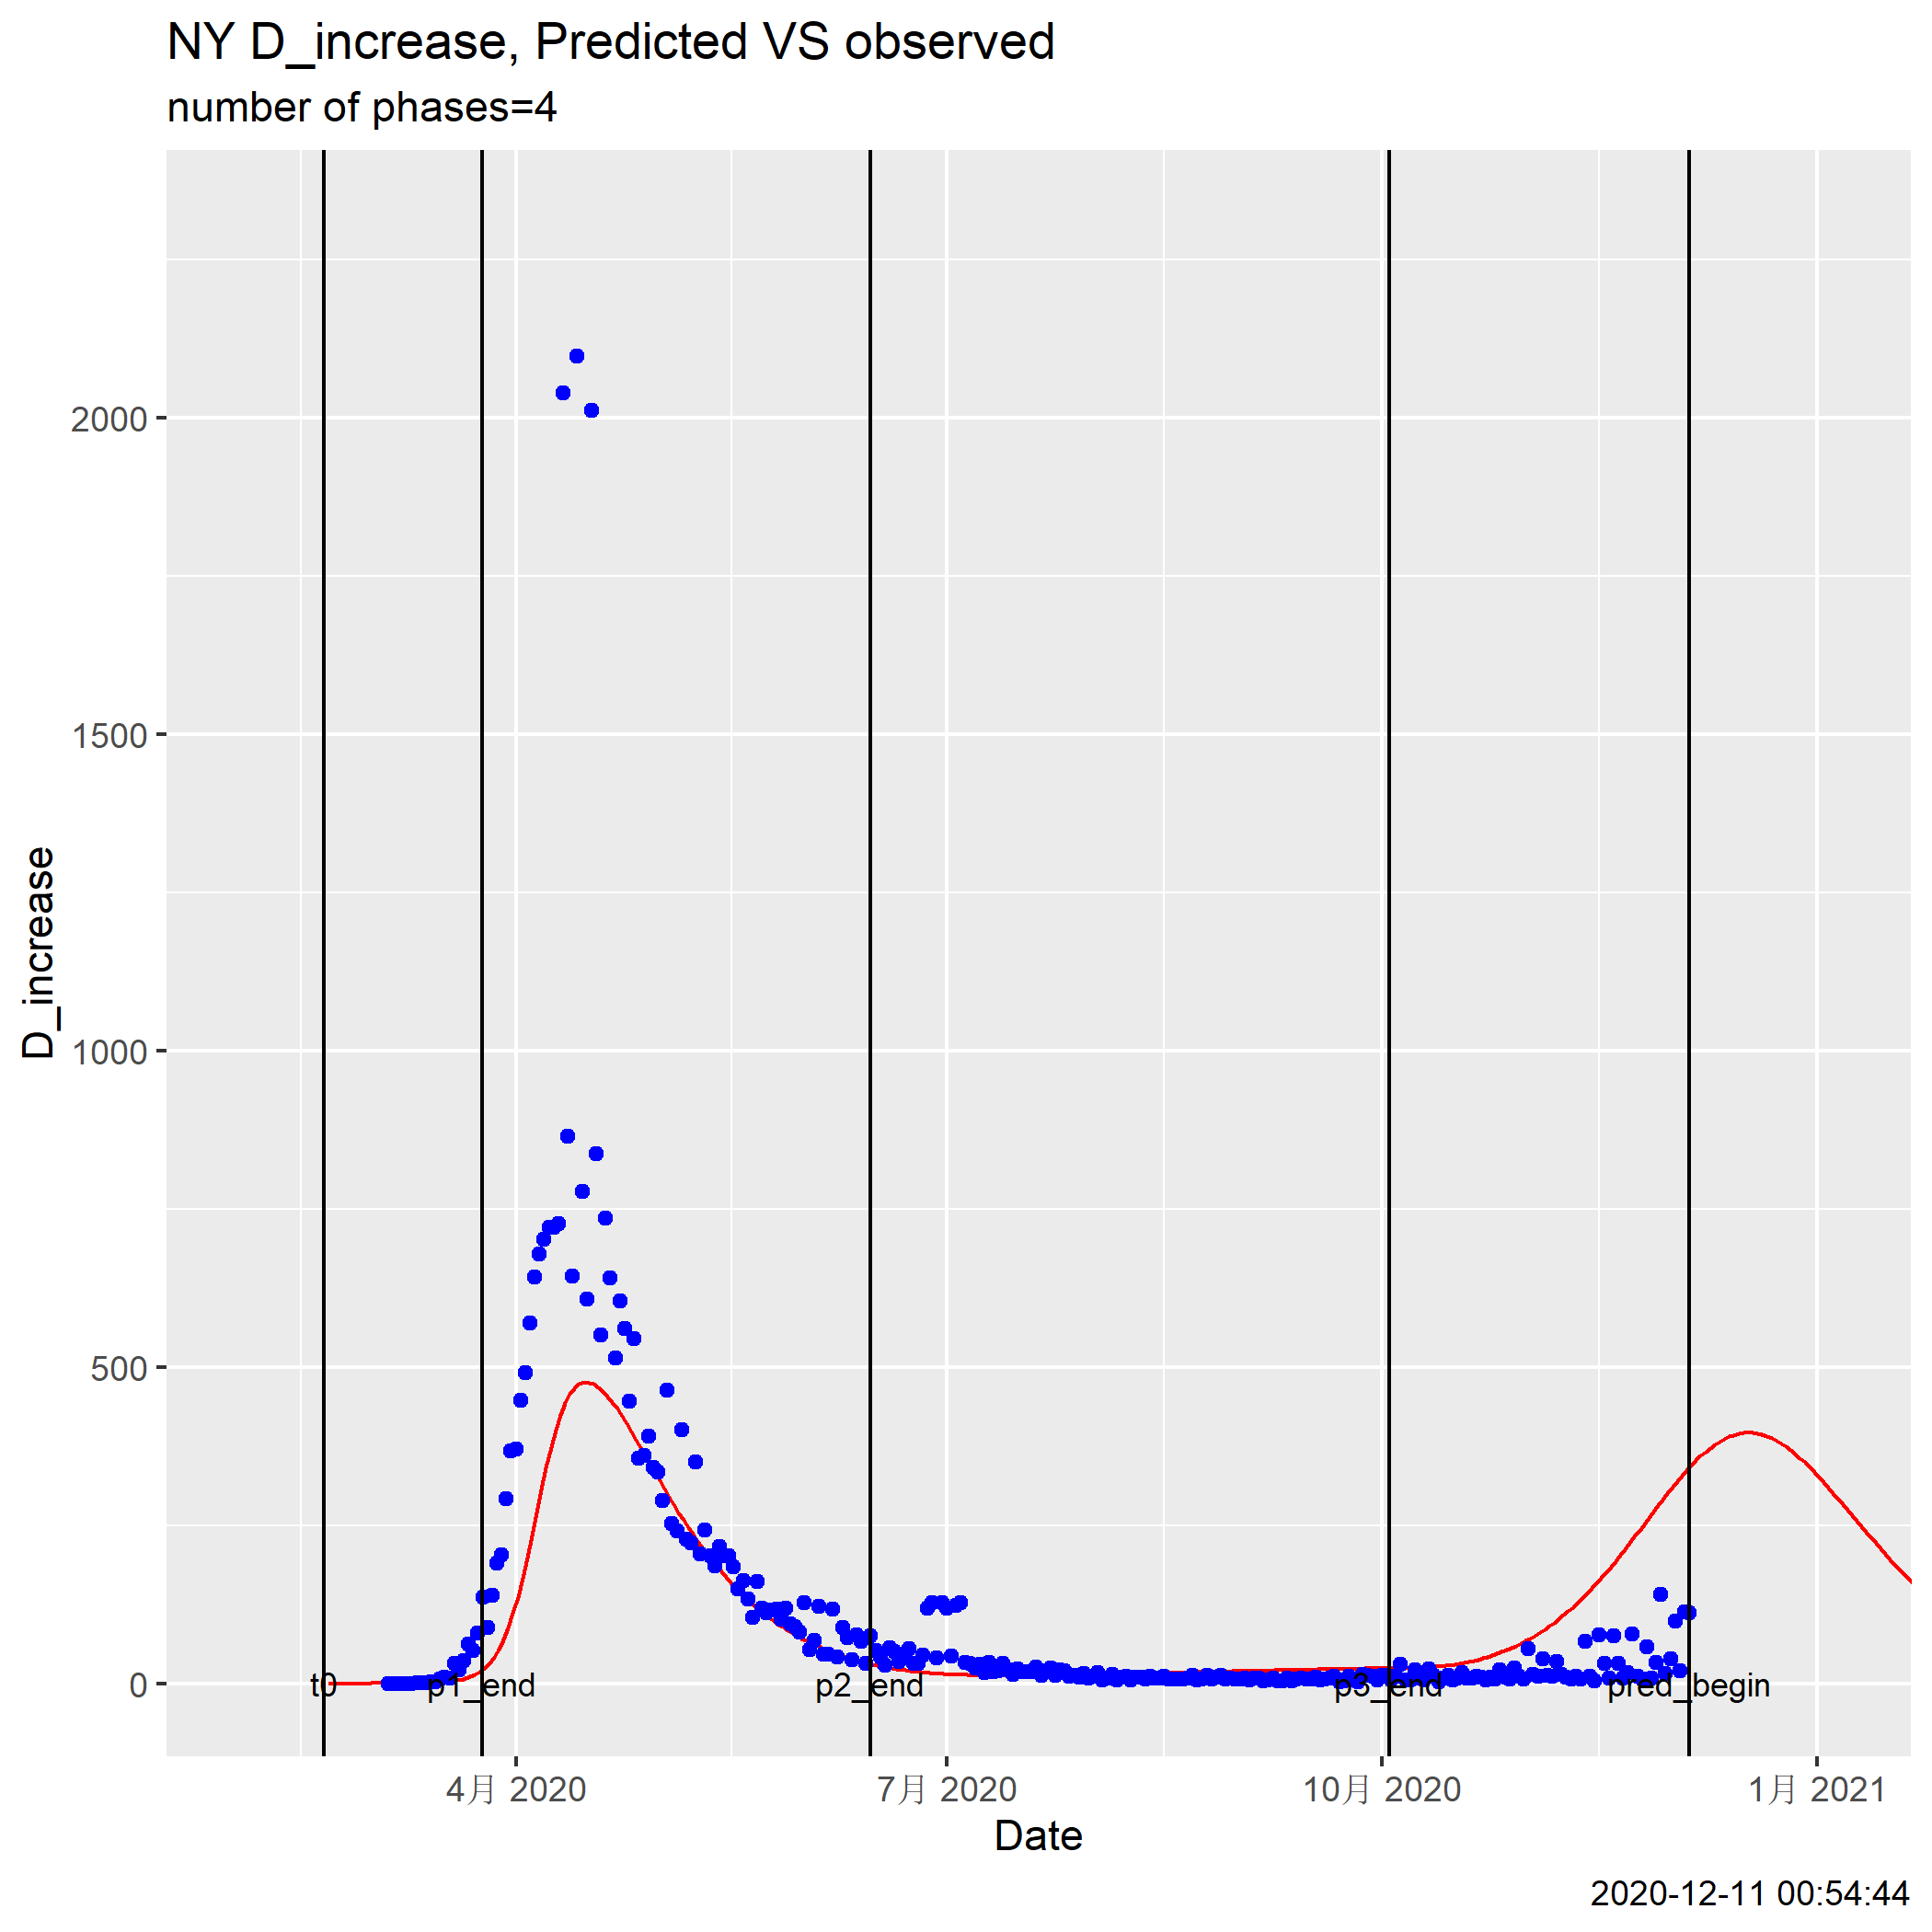 NY D_increase, Predicted VS observed
number of phases=4
D_increase
2000
1500
1000
500
0
t0
p1_end
p2_end
p3_end
pred_begin
4月 2020
7月 2020
10月 2020
1月 2021
Date
2020-12-11 00:54:44